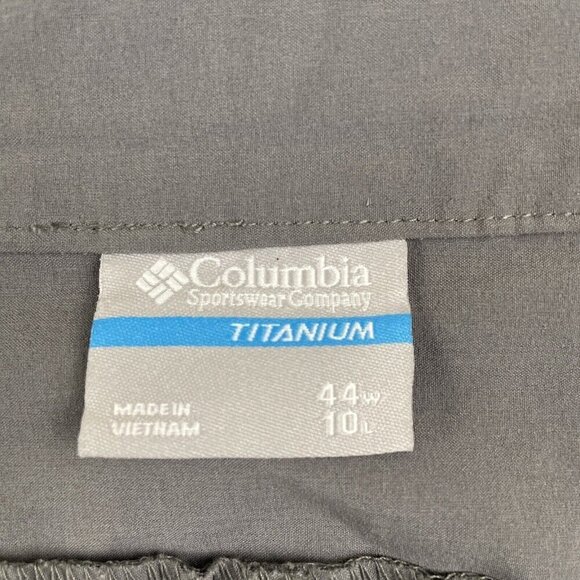 Columbia
Sportswear Company
TITANIUM
44W
10L
MADE IN
VIETNAM